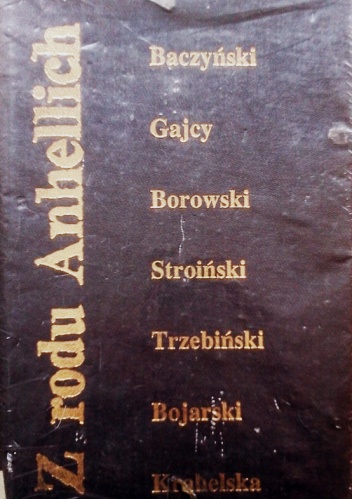 Z rodu Anhellich
Baczyński
Gajcy
Borowski
Stroiński
Trzebiński
Bojarski
Krahelska